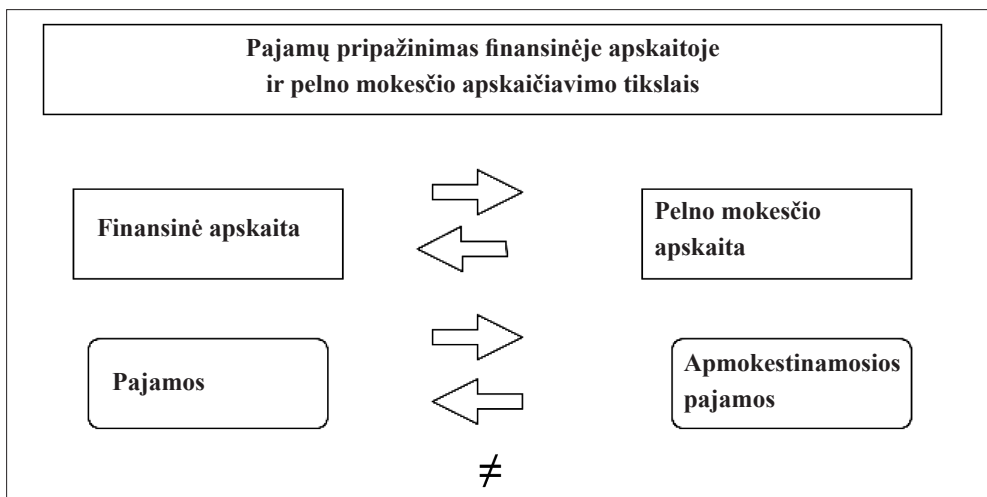 Pajamų pripažinimas finansinėje apskaitoje
ir pelno mokesčio apskaičiavimo tikslais
Finansinė apskaita
Pelno mokesčio
apskaita
Pajamos
Apmokestinamosios
pajamos
≠